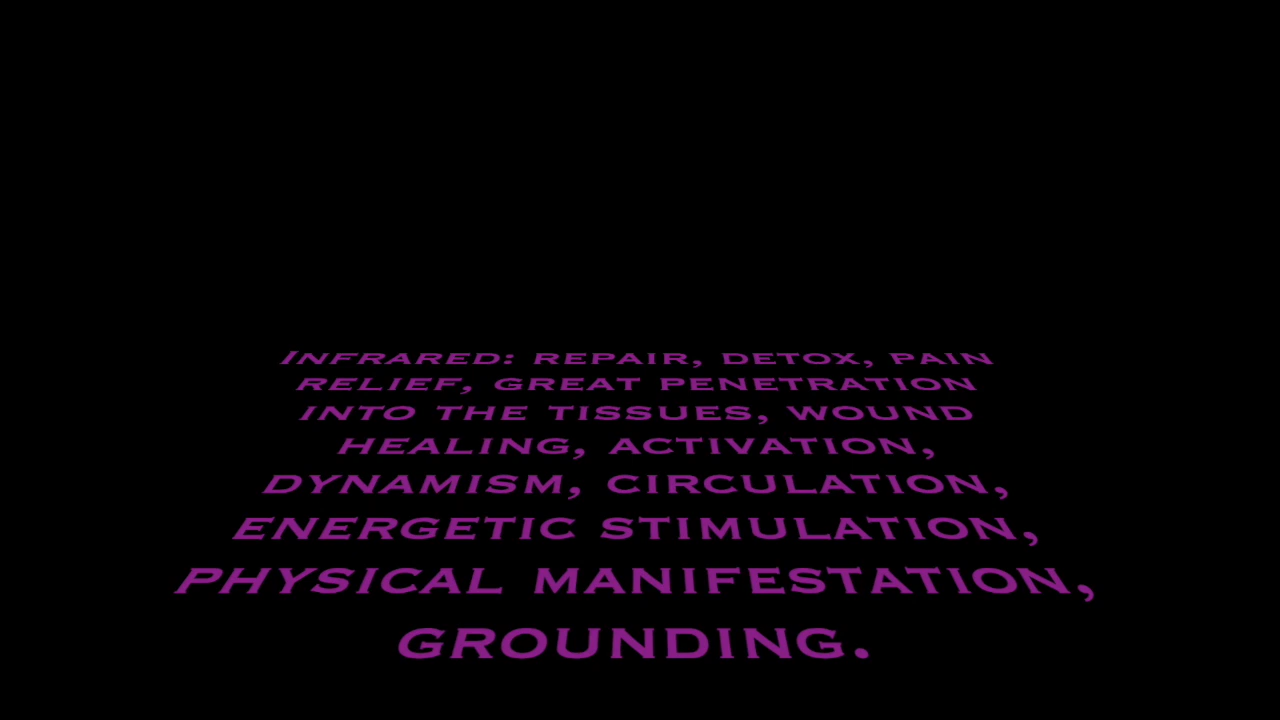 Infrared: repair, detox, pain
relief, great penetration
into the tissues, wound
healing, activation,
dynamism, circulation,
energetic stimulation,
physical manifestation,
grounding.